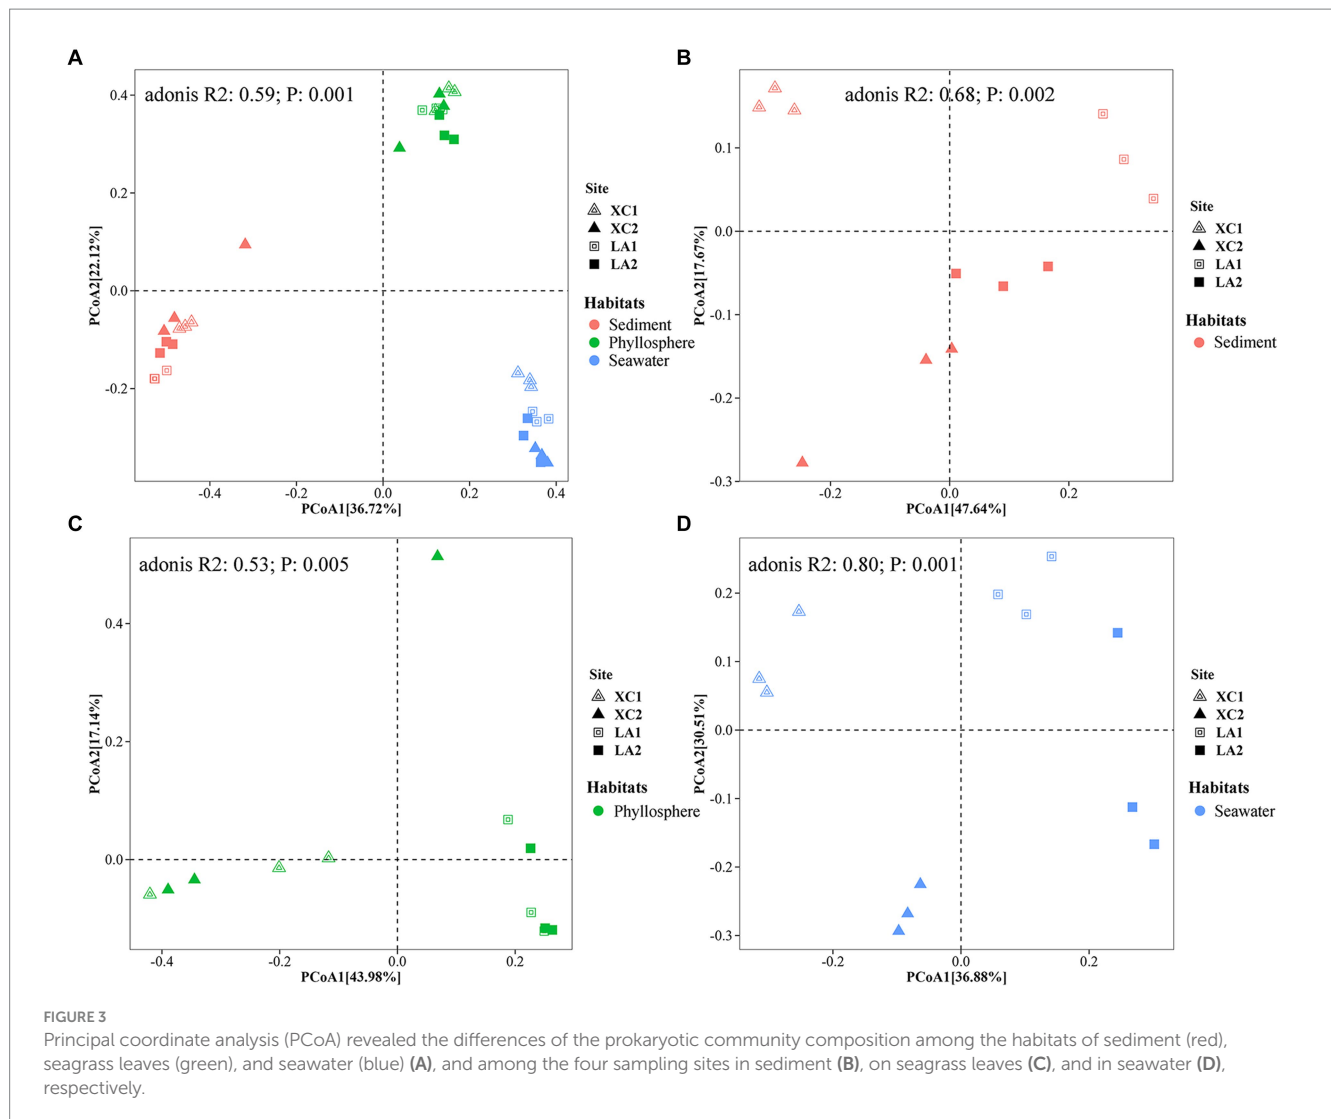 A
adonis R2: 0.59; P: 0.001
0.4
0.2
0.0
-0.2
PCoA2[22.12%]
-0.4
-0.2
0.0
0.2
0.4
PCoA1[36.72%]
Site
XC1
XC2
LA1
LA2
Habitats
Sediment
Phyllosphere
Seawater
B
adonis R2: 0.68; P: 0.002
0.1
0.0
-0.1
-0.2
-0.3
PCoA2[17.67%]
-0.2
0.0
0.2
PCoA1[47.64%]
Site
XC1
XC2
LA1
LA2
Habitats
Sediment
C
adonis R2: 0.53; P: 0.005
0.4
0.2
0.0
PCoA2[17.14%]
-0.4
-0.2
0.0
0.2
PCoA1[43.98%]
Site
XC1
XC2
LA1
LA2
Habitats
Phyllosphere
D
adonis R2: 0.80; P: 0.001
0.2
0.1
0.0
-0.1
-0.2
-0.3
PCoA2[30.51%]
-0.2
0.0
0.2
PCoA1[36.88%]
Site
XC1
XC2
LA1
LA2
Habitats
Seawater
FIGURE 3
Principal coordinate analysis (PCoA) revealed the differences of the prokaryotic community composition among the habitats of sediment (red),
seagrass leaves (green), and seawater (blue) (A), and among the four sampling sites in sediment (B), on seagrass leaves (C), and in seawater (D),
respectively.